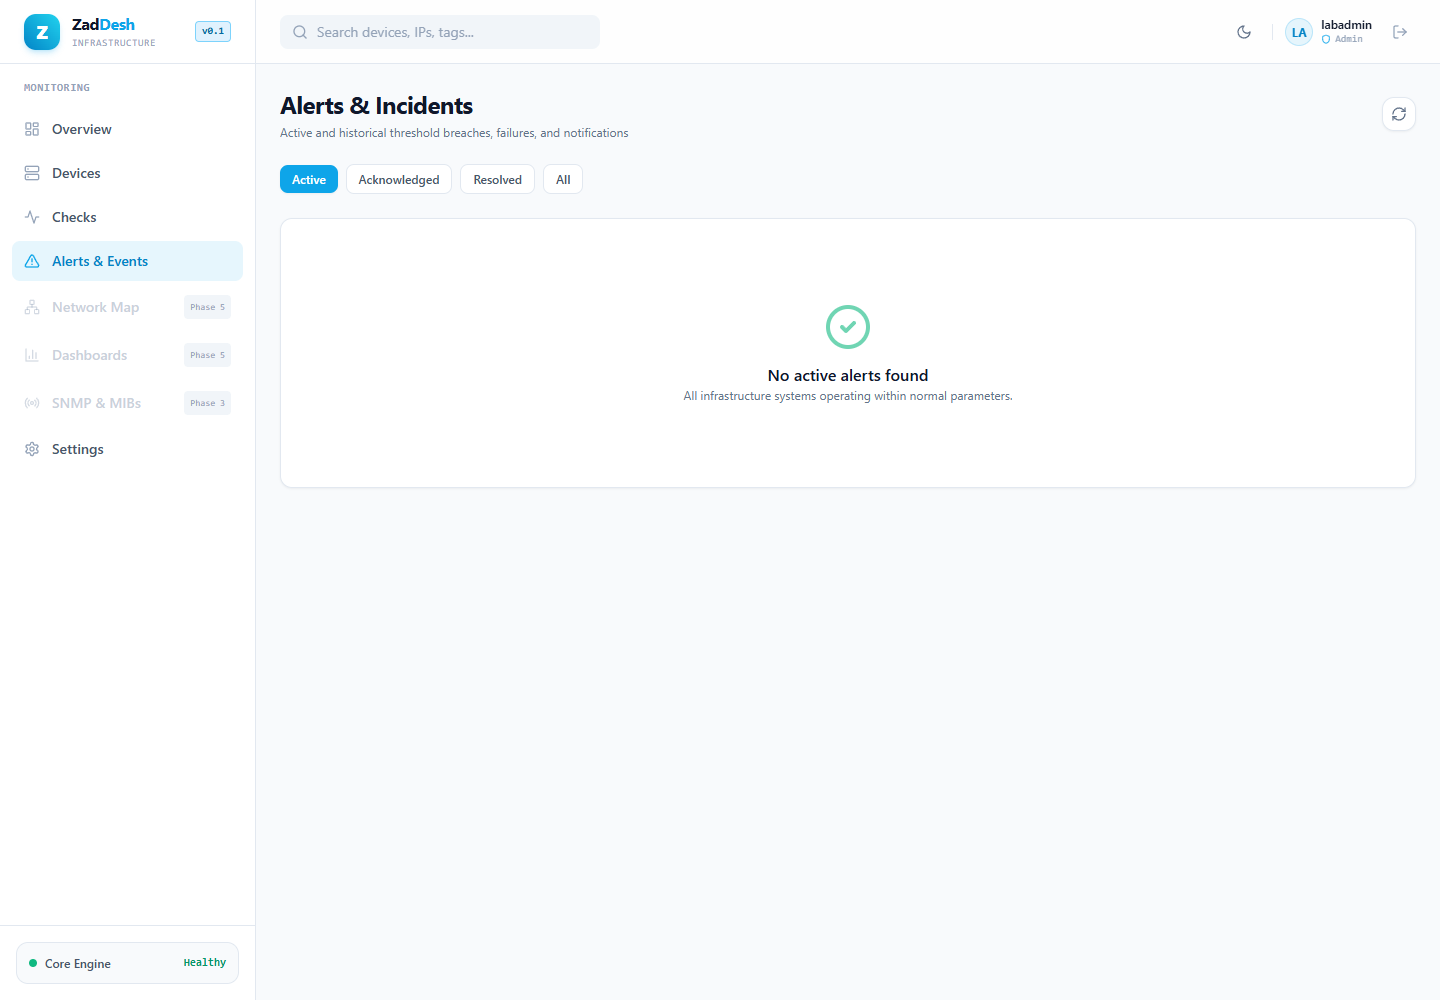 Z
ZadDesh
INFRASTRUCTURE
v0.1
Search devices, IPs, tags...
LA
labadmin
Admin
MONITORING
Overview
Devices
Checks
Alerts & Events
Network Map
Phase 5
Dashboards
Phase 5
SNMP & MIBs
Phase 3
Settings
Core Engine
Healthy
Alerts & Incidents
Active and historical threshold breaches, failures, and notifications
Active
Acknowledged
Resolved
All
No active alerts found
All infrastructure systems operating within normal parameters.